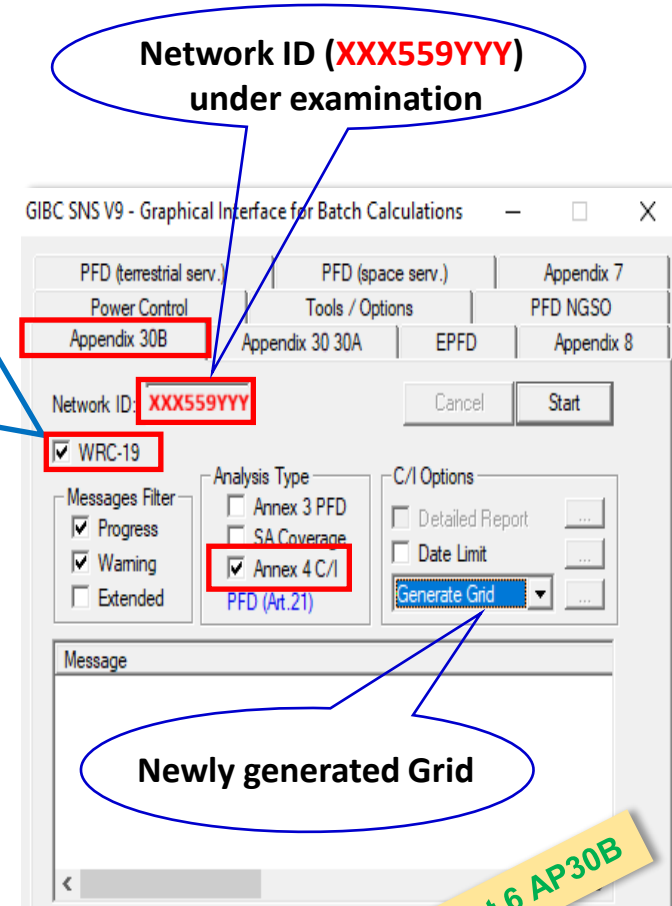 Network ID (XXX559YYY)
under examination
GIBC SNS V9 - Graphical Interface for Batch Calculations
PFD (terrestrial serv.) PFD (space serv.) Appendix 7
Power Control Tools / Options PFD NGSO
Appendix 30B Appendix 30 30A EPFD Appendix 8
Network ID: XXX559YYY Cancel Start
WRC-19
Messages Filter Analysis Type C/I Options
Progress Annex 3 PFD Detailed Report ...
Warning SA Coverage Date Limit ...
Extended Annex 4 C/I Generate Grid ...
PFD (Art.21)
Message
Newly generated Grid
6 AP30B